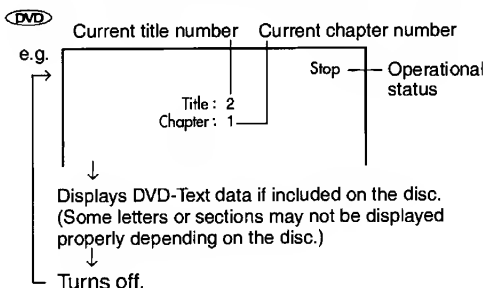 DVD
Current title number Current chapter number
e.g.
Stop Operational
status
Title : 2
Chapter : 1
Displays DVD-Text data if included on the disc.
(Some letters or sections may not be displayed
properly depending on the disc.)
Turns off.